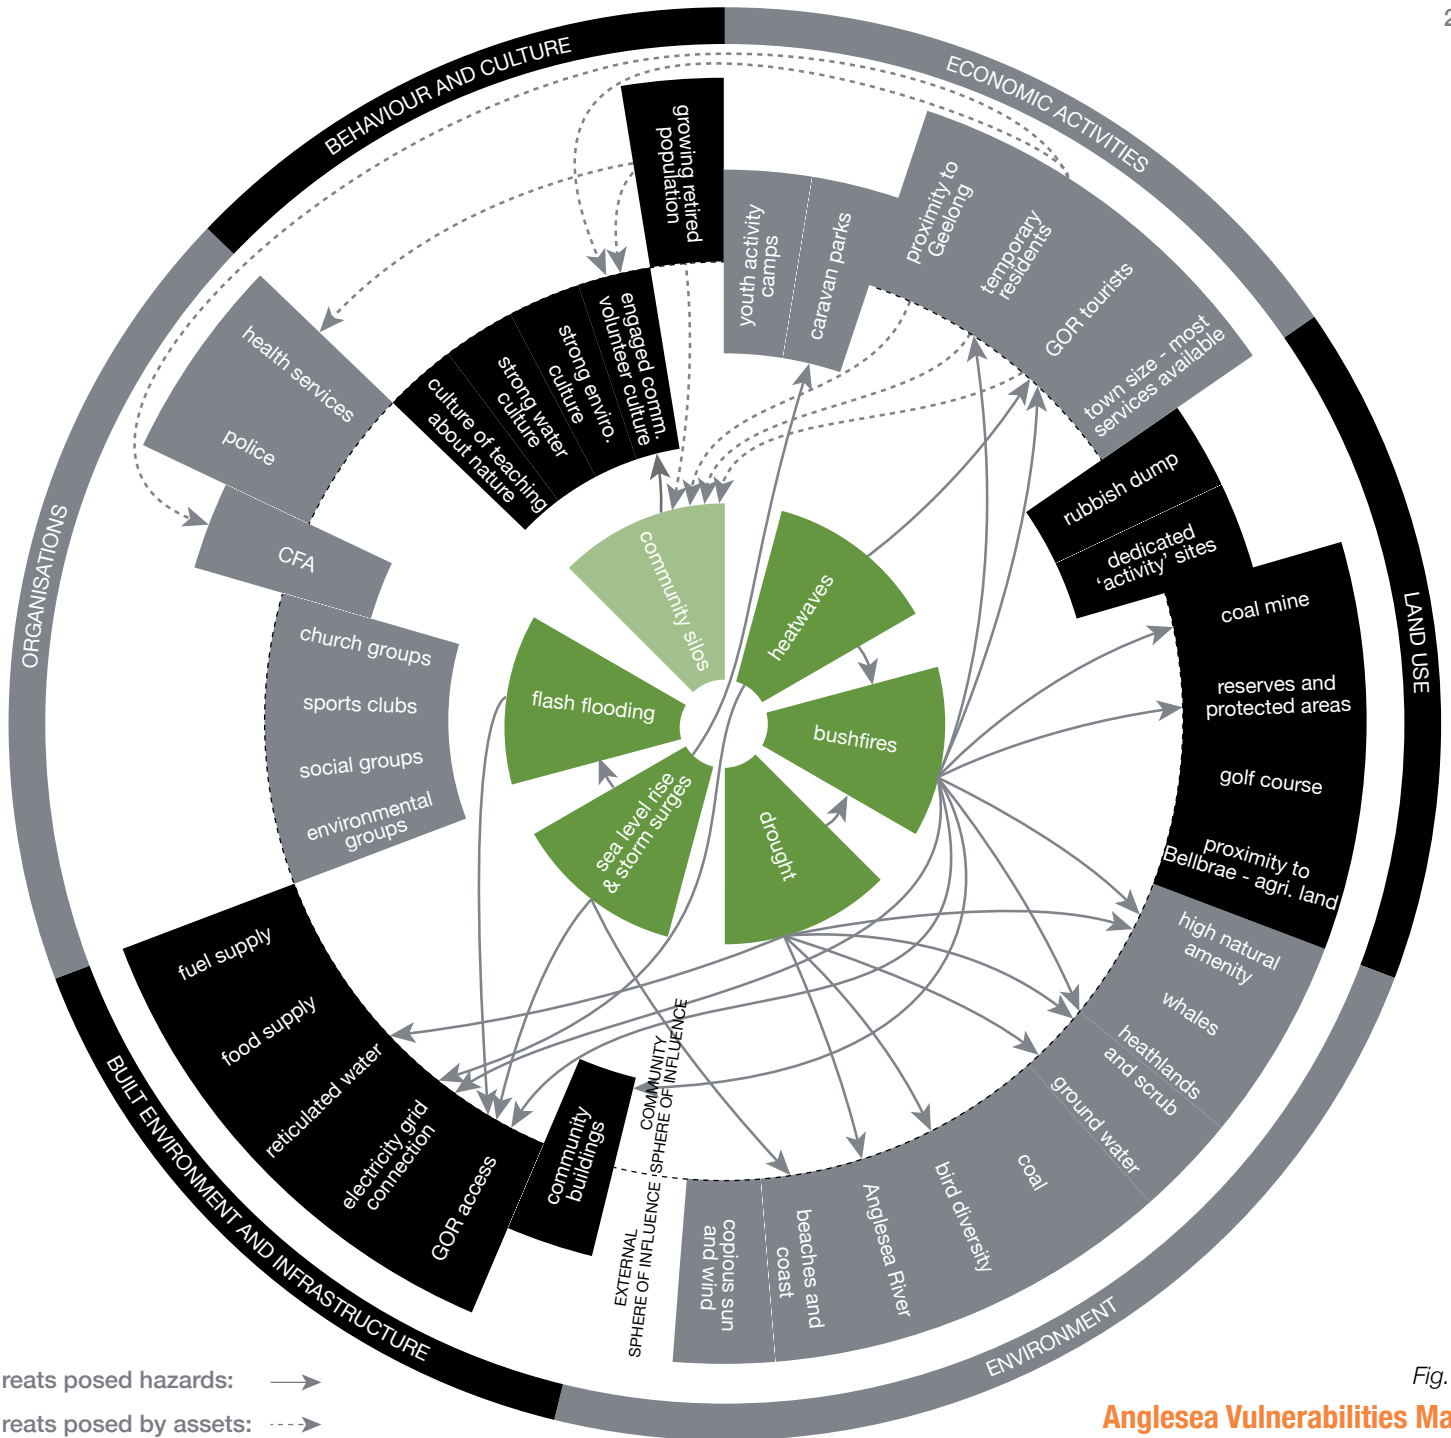 2
BEHAVIOUR AND CULTURE
ECONOMIC ACTIVITIES
LAND USE
ENVIRONMENT
BUILT ENVIRONMENT AND INFRASTRUCTURE
ORGANISATIONS
growing retired
population
engaged comm.
volunteer culture
strong enviro.
culture
strong water
culture
culture of teaching
about nature
youth activity
camps
caravan parks
proximity to
Geelong
temporary
residents
GOR tourists
town size - most
services available
rubbish dump
dedicated
‘activity’ sites
coal mine
reserves and
protected areas
golf course
proximity to
Bellbrae - agri. land
high natural
amenity
whales
heathlands
and scrub
ground water
coal
bird diversity
Anglesea River
beaches and
coast
copious sun
and wind
COMMUNITY
SPHERE OF INFLUENCE
EXTERNAL
SPHERE OF INFLUENCE
community
buildings
GOR access
electricity grid
connection
reticulated water
food supply
fuel supply
environmental
groups
social groups
sports clubs
church groups
CFA
police
health services
community silos
heatwaves
bushfires
drought
sea level rise
& storm surges
flash flooding
reats posed hazards:
reats posed by assets:
Fig.
Anglesea Vulnerabilities Ma